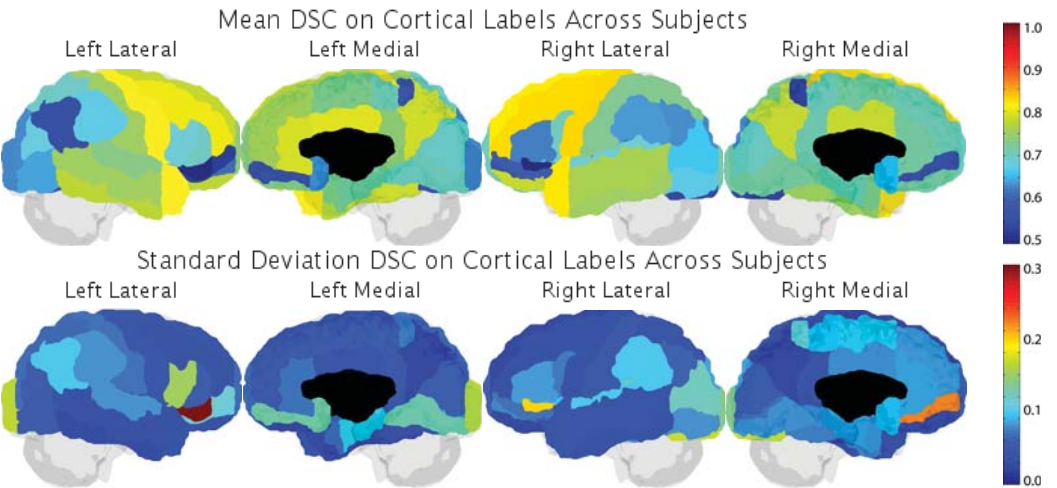 Mean DSC on Cortical Labels Across Subjects
Left Lateral Left Medial Right Lateral Right Medial
1.0
0.9
0.8
0.7
0.6
0.5
Standard Deviation DSC on Cortical Labels Across Subjects
Left Lateral Left Medial Right Lateral Right Medial
0.3
0.2
0.1
0.0